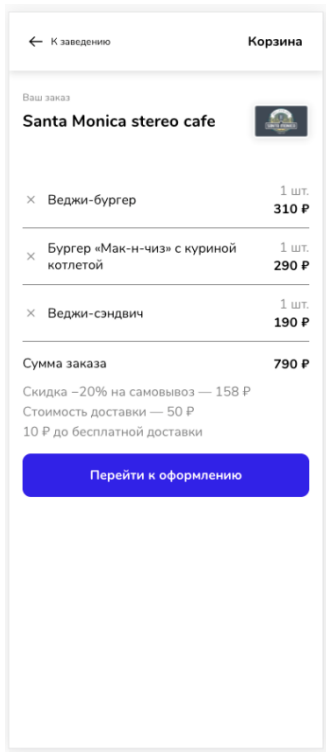 ← К заведению
Корзина
Ваш заказ
Santa Monica stereo cafe
SANTA MONICA
× Веджи-бургер
1 шт.
310 ₽
× Бургер «Мак-н-чиз» с куриной
котлетой
1 шт.
290 ₽
× Веджи-сэндвич
1 шт.
190 ₽
Сумма заказа 790 ₽
Скидка −20% на самовывоз — 158 ₽
Стоимость доставки — 50 ₽
10 ₽ до бесплатной доставки
Перейти к оформлению